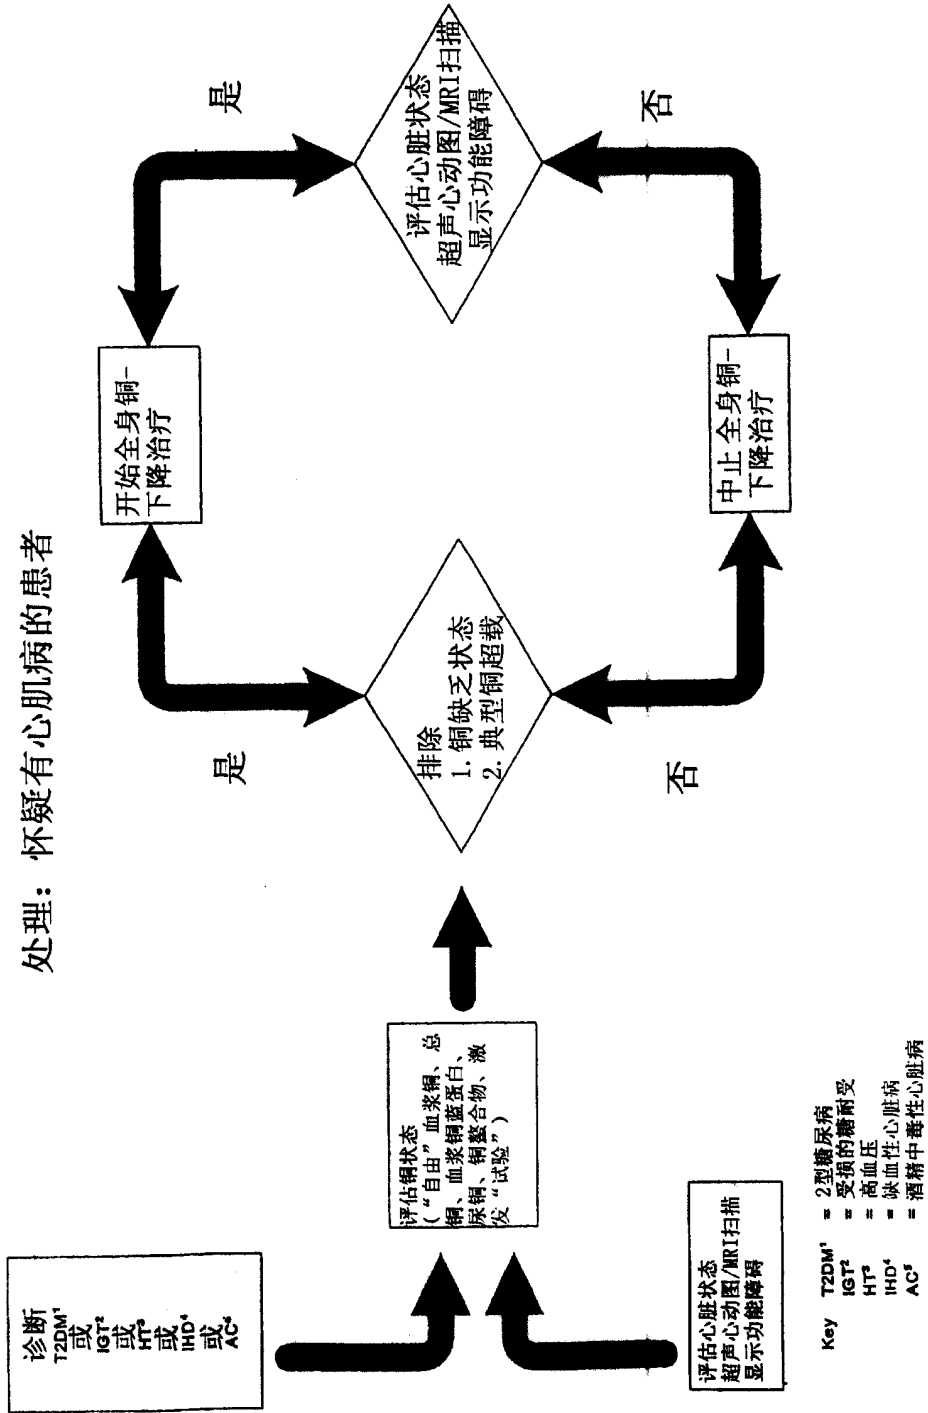 处理：怀疑有心肌病的患者
诊断
T2DM¹
或
IGT²
或
HT³
或
IHD⁴
或
AC⁵
评估心脏状态
超声心动图/MRI扫描
显示功能障碍
评估铜状态
(“自由”血浆铜、总
铜、血浆铜蓝蛋白、
尿铜、铜螯合物、激
发“试验”)
排除
1.铜缺乏状态
2.典型铜超载
是
否
开始全身铜-
下降治疗
中止全身铜-
下降治疗
是
否
评估心脏状态
超声心动图/MRI扫描
显示功能障碍
Key T2DM¹ = 2型糖尿病
IGT² = 受损的糖耐受
HT³ = 高血压
IHD⁴ = 缺血性心脏病
AC⁵ = 酒精中毒性心脏病